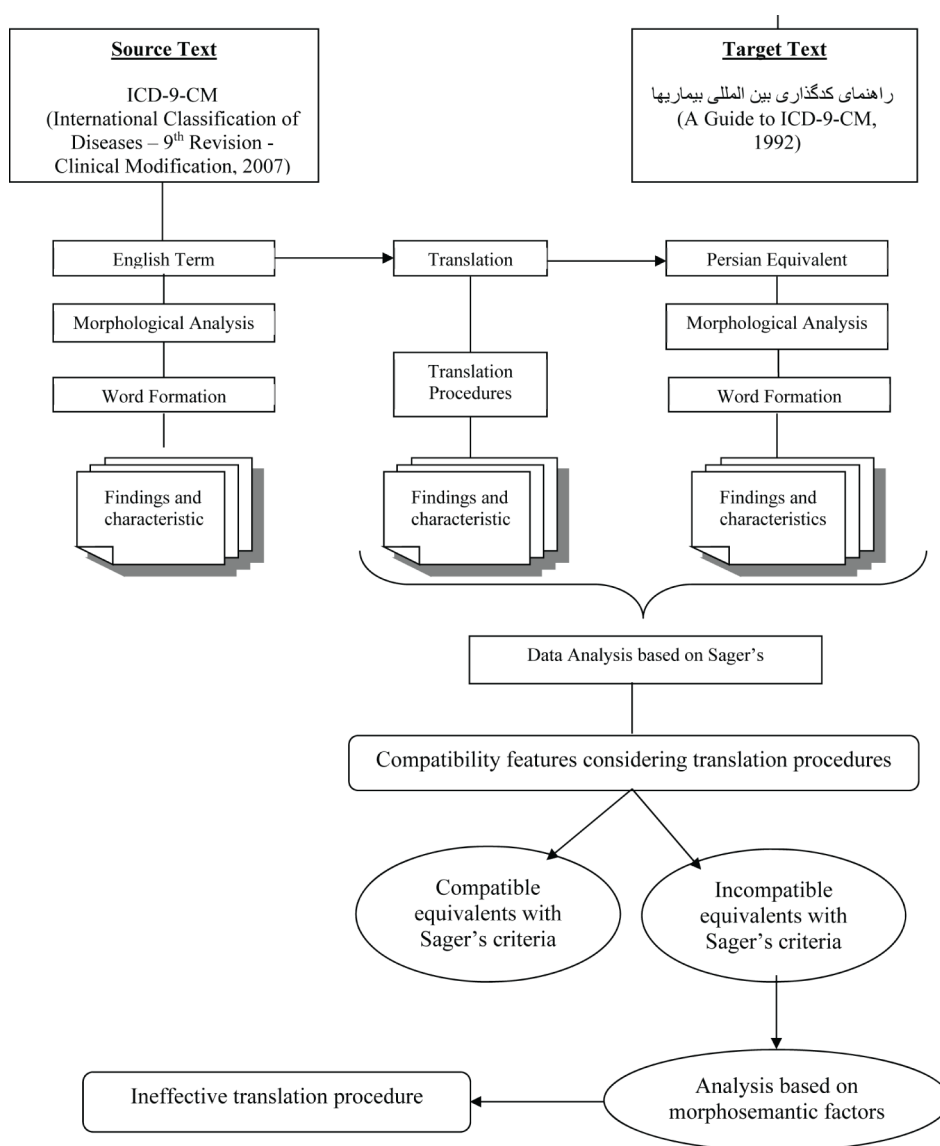 Source Text
ICD-9-CM
(International Classification of
Diseases – 9th Revision -
Clinical Modification, 2007)
Target Text
راهنمای کدگذاری بین المللی بیماریها
(A Guide to ICD-9-CM,
1992)
English Term
Translation
Persian Equivalent
Morphological Analysis
Morphological Analysis
Translation
Procedures
Word Formation
Word Formation
Findings and
characteristic
Findings and
characteristic
Findings and
characteristics
Data Analysis based on Sager’s
Compatibility features considering translation procedures
Compatible
equivalents with
Sager’s criteria
Incompatible
equivalents with
Sager’s criteria
Ineffective translation procedure
Analysis based on
morphosemantic factors